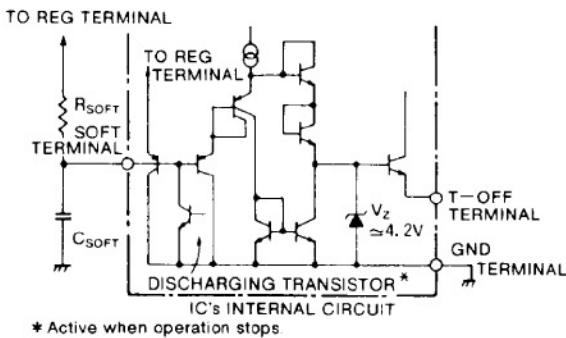 TO REG TERMINAL
TO REG
TERMINAL
RSOFT
SOFT
TERMINAL
CSOFT
T–OFF
TERMINAL
VZ
≃4.2V
GND
TERMINAL
DISCHARGING TRANSISTOR*
IC's INTERNAL CIRCUIT
* Active when operation stops.